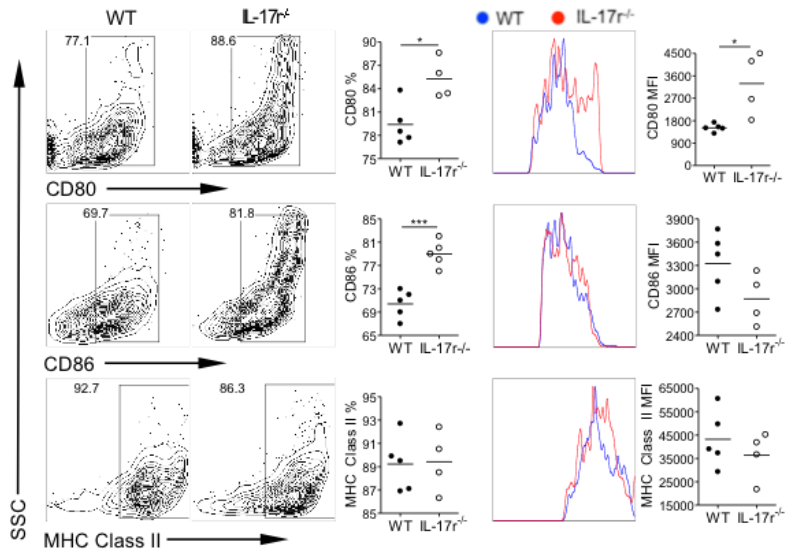 WT IL-17r⁻/⁻ WT IL-17r⁻/⁻
77.1 88.6
CD80 %
90
87
84
81
78
75
*
WT IL-17r⁻/⁻
CD80 MFI
4500
3600
2700
1800
900
0
*
WT IL-17r-/-
CD80
69.7 81.8
CD86 %
85
81
77
73
69
65
***
WT IL-17r-/-
CD86 MFI
3900
3600
3300
3000
2700
2400
WT IL-17r⁻/⁻
CD86
92.7 86.3
MHC Class II %
95
93
91
89
87
85
WT IL-17r⁻/⁻
MHC Class II MFI
65000
55000
45000
35000
25000
15000
WT IL-17r⁻/⁻
SSC
MHC Class II